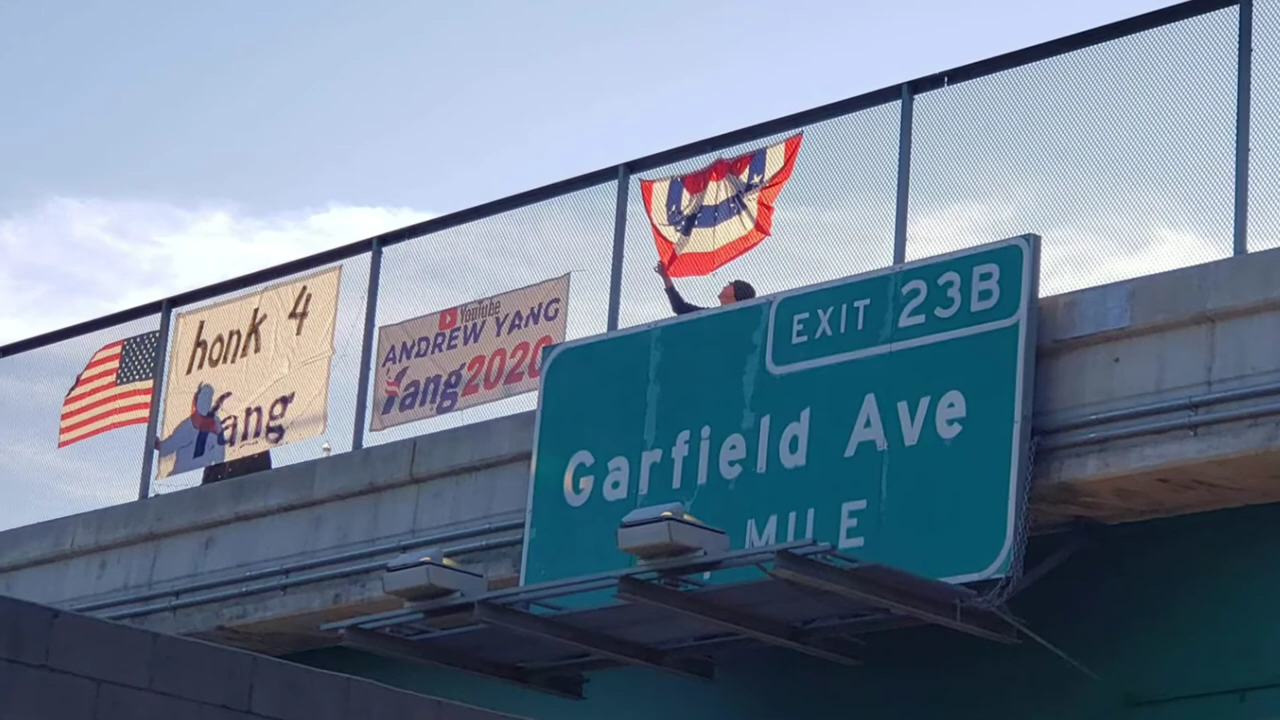 honk 4
Yang
YouTube
ANDREW YANG
Yang2020
EXIT 23B
Garfield Ave
MILE